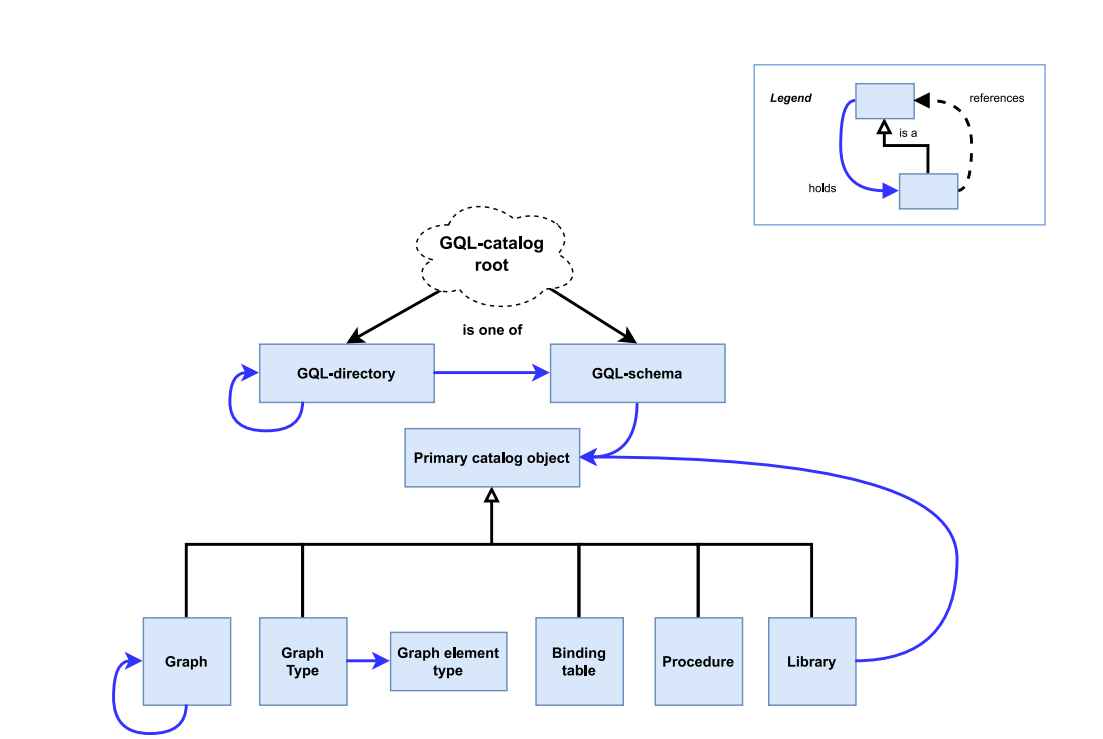 Legend
references
is a
holds
GQL-catalog
root
is one of
GQL-directory
GQL-schema
Primary catalog object
Graph
Graph
Type
Graph element
type
Binding
table
Procedure
Library